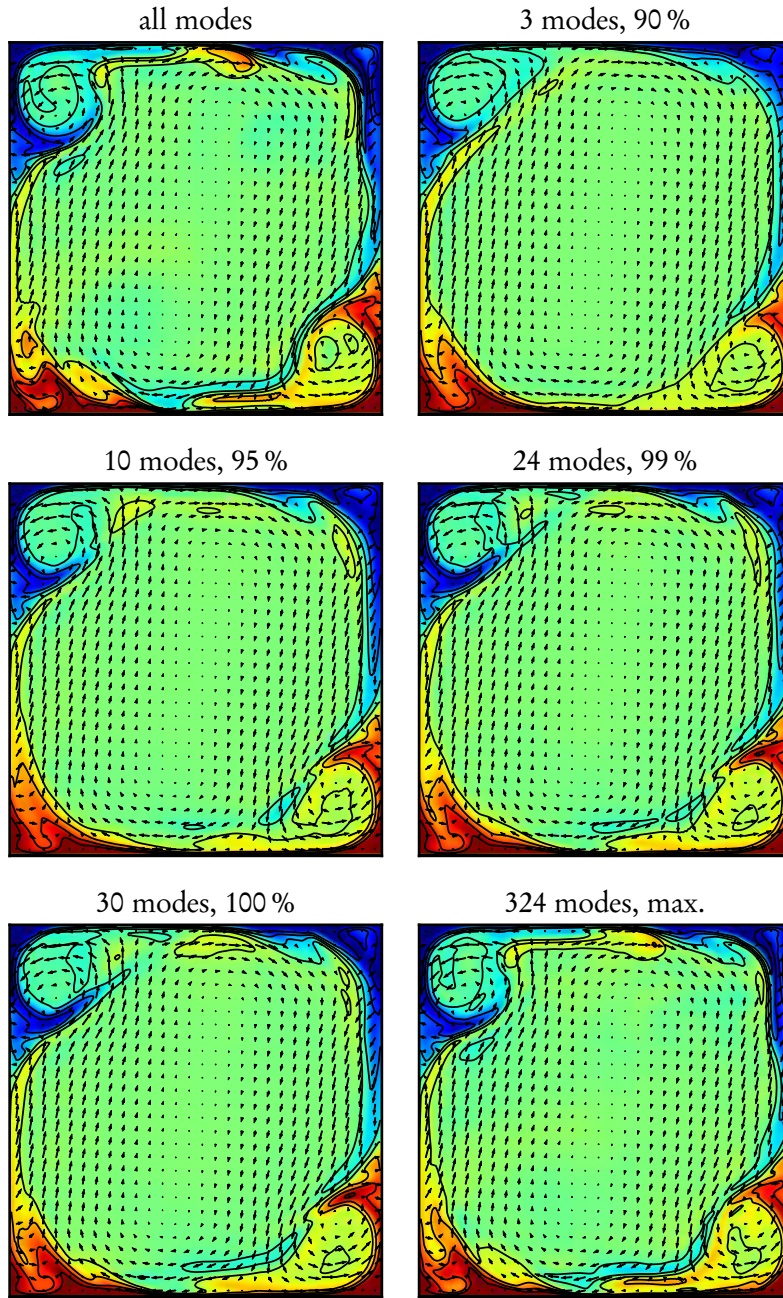 all modes
3 modes, 90 %
10 modes, 95 %
24 modes, 99 %
30 modes, 100 %
324 modes, max.